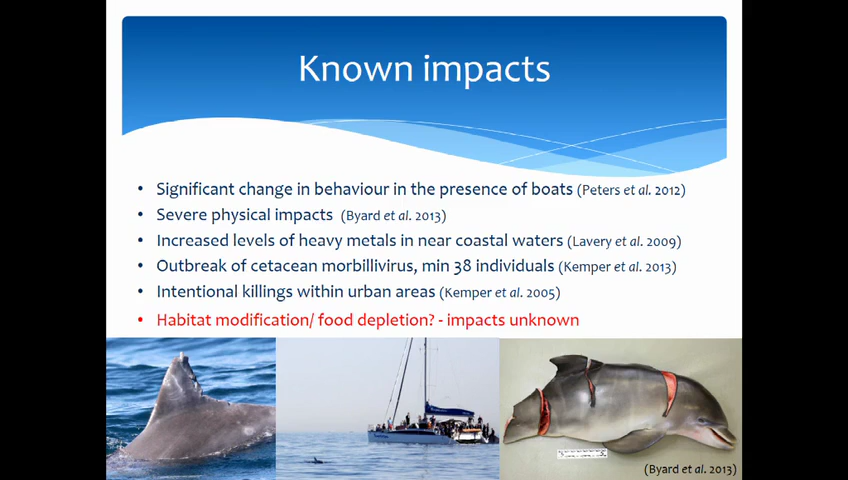 Known impacts
• Significant change in behaviour in the presence of boats (Peters et al. 2012)
• Severe physical impacts (Byard et al. 2013)
• Increased levels of heavy metals in near coastal waters (Lavery et al. 2009)
• Outbreak of cetacean morbillivirus, min 38 individuals (Kemper et al. 2013)
• Intentional killings within urban areas (Kemper et al. 2005)
• Habitat modification/ food depletion? - impacts unknown
(Byard et al. 2013)